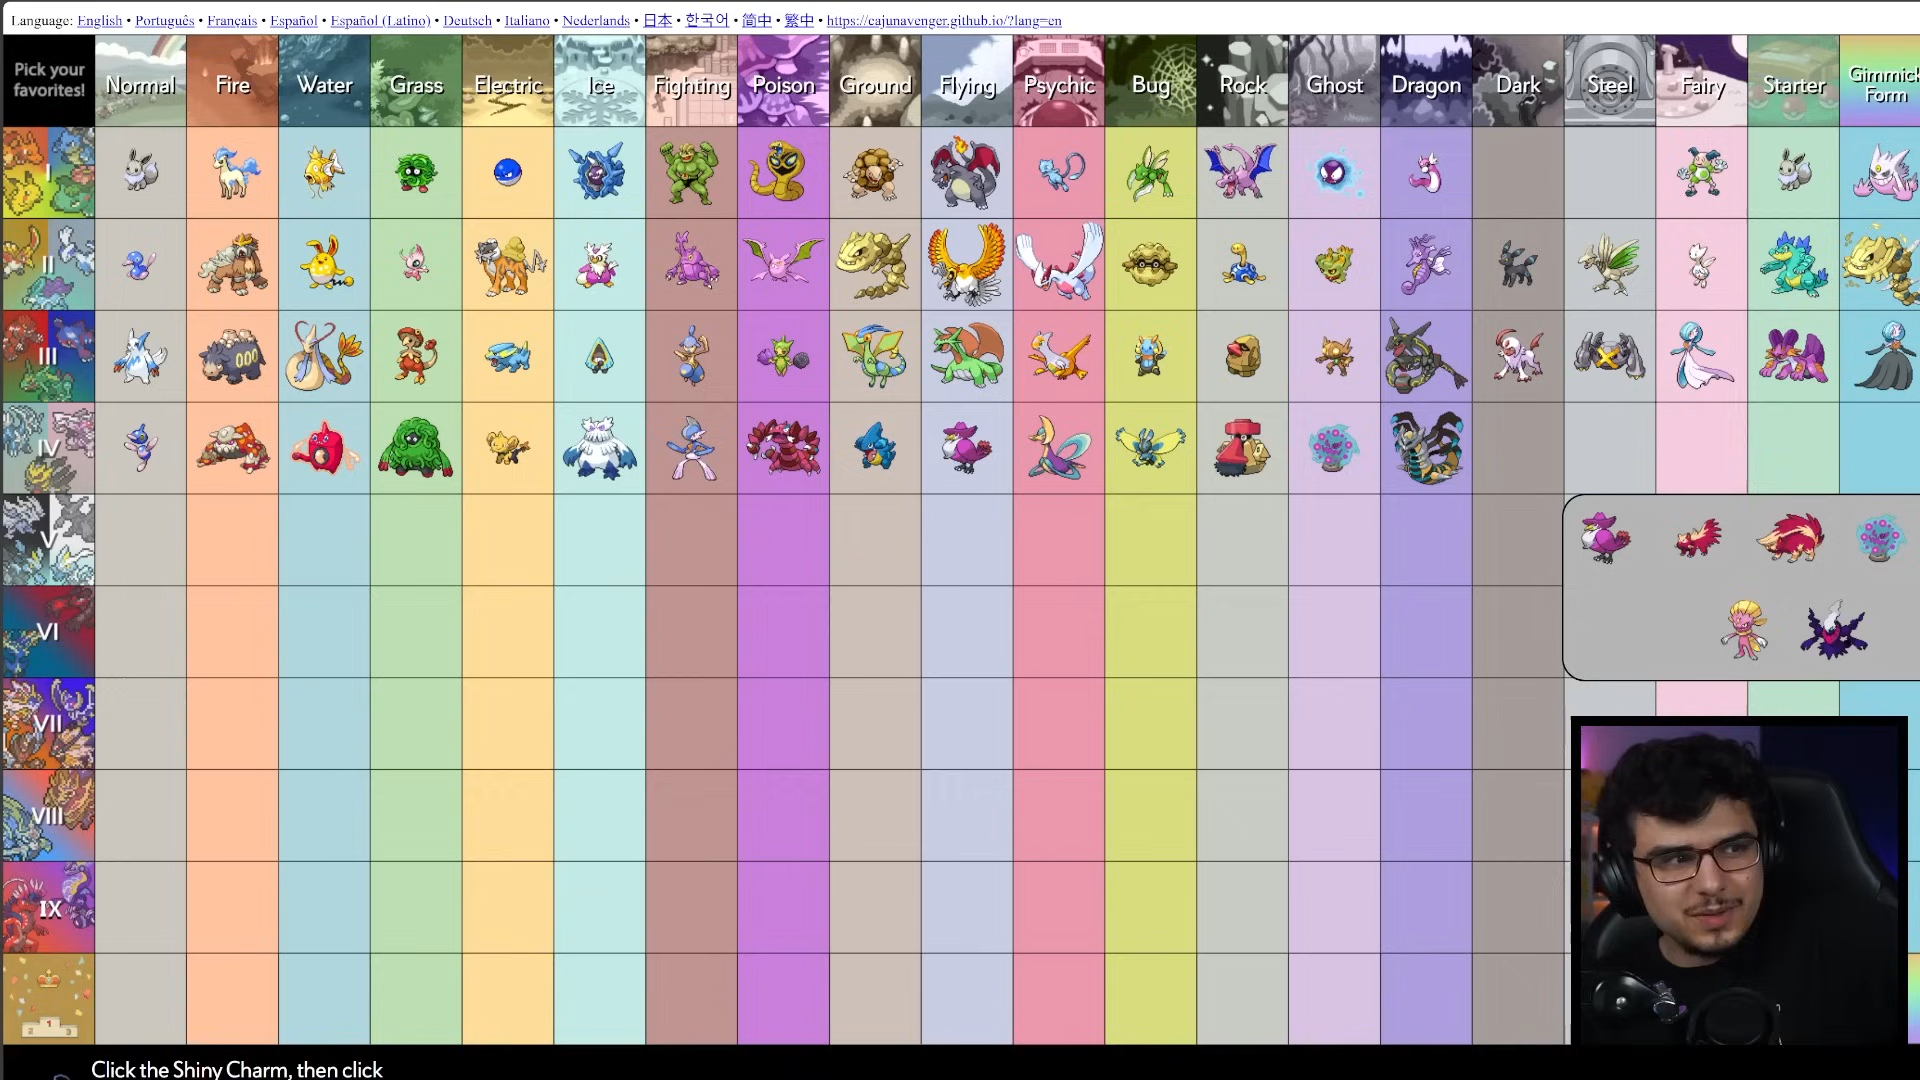 Language: English • Português • Français • Español • Español (Latino) • Deutsch • Italiano • Nederlands • 日本 • 한국어 • 简中 • 繁中 • https://cajunavenger.github.io/?lang=en
Pick your favorites!
Normal Fire Water Grass Electric Ice Fighting Poison Ground Flying Psychic Bug Rock Ghost Dragon Dark Steel Fairy Starter Gimmick Form
I
II
III
IV
V
VI
VII
VIII
IX
Click the Shiny Charm, then click